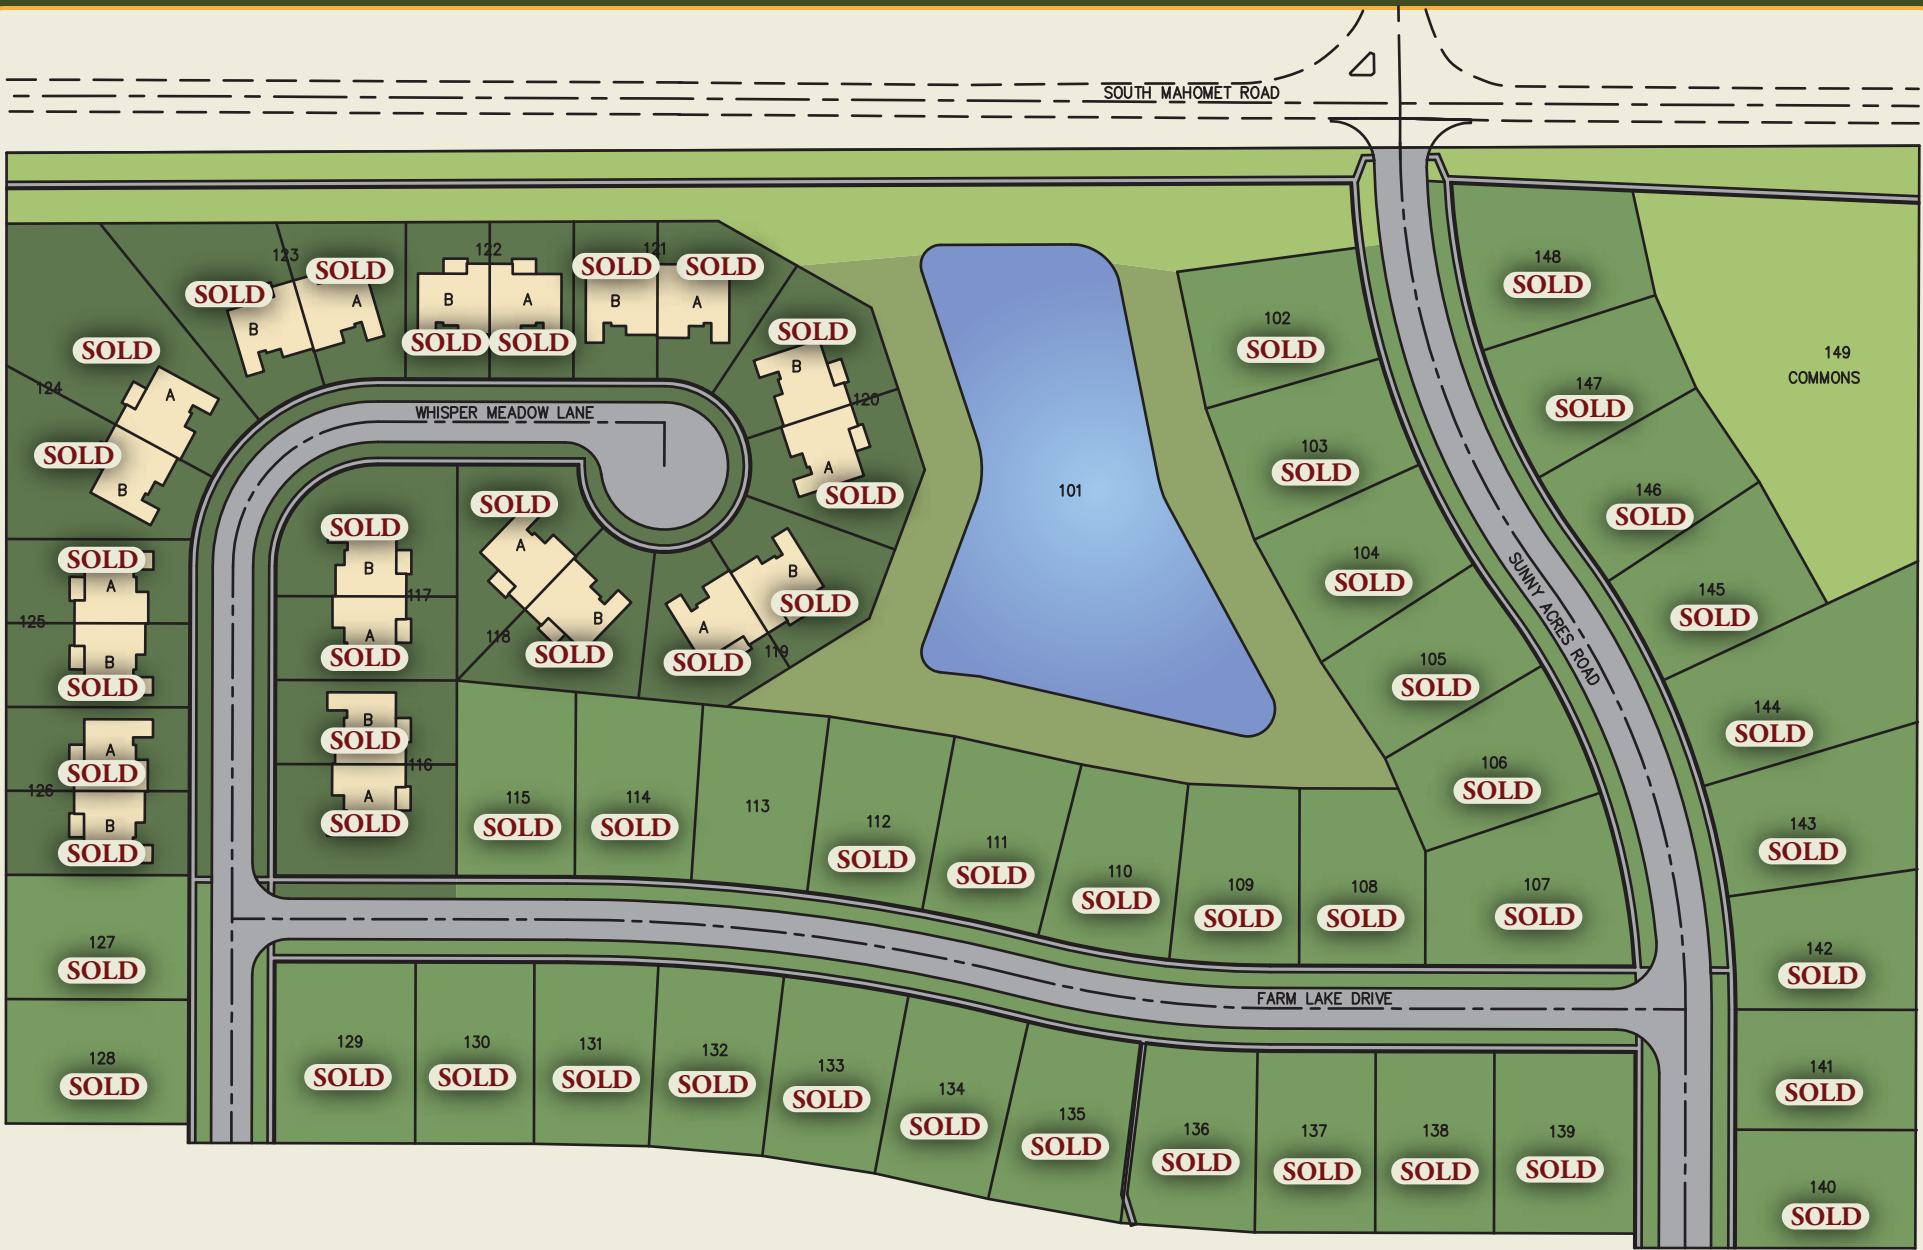 SOUTH MAHOMET ROAD
123
SOLD
SOLD
B
A
122
B
A
SOLD
SOLD
121
SOLD
SOLD
B
A
148
SOLD
102
SOLD
149
COMMONS
SOLD
124
A
SOLD
B
WHISPER MEADOW LANE
SOLD
B
120
A
SOLD
147
SOLD
103
SOLD
101
146
SOLD
SOLD
A
125
B
SOLD
SOLD
B
117
A
SOLD
SOLD
A
118
B
SOLD
B
SOLD
A
119
SOLD
104
SOLD
SUNNY ACRES ROAD
145
SOLD
105
SOLD
144
SOLD
A
SOLD
126
B
SOLD
B
SOLD
116
A
SOLD
106
SOLD
115
SOLD
114
SOLD
113
112
SOLD
111
SOLD
110
SOLD
109
SOLD
108
SOLD
107
SOLD
143
SOLD
127
SOLD
142
SOLD
FARM LAKE DRIVE
128
SOLD
129
SOLD
130
SOLD
131
SOLD
132
SOLD
133
SOLD
134
SOLD
135
SOLD
136
SOLD
137
SOLD
138
SOLD
139
SOLD
141
SOLD
140
SOLD